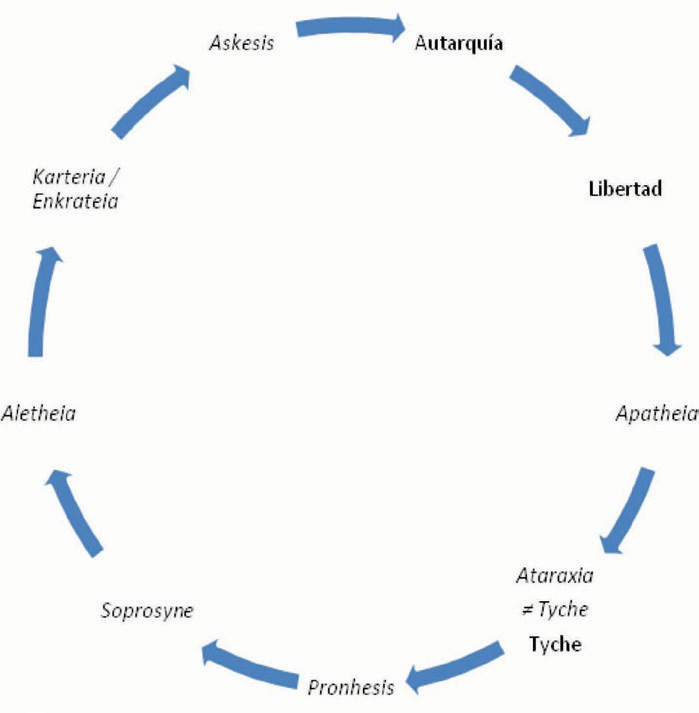 Askesis
Autarquía
Libertad
Apatheia
Ataraxia
≠ Tyche
Tyche
Pronhesis
Soprosyne
Aletheia
Karteria /
Enkrateia